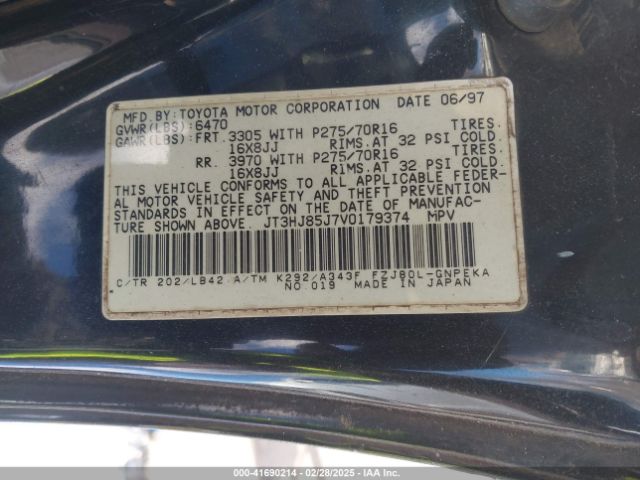 MFD. BY: TOYOTA MOTOR CORPORATION DATE 06/97
GVWR(LBS):6470
GAWR(LBS):FRT. 3305 WITH P275/70R16 TIRES.
16X8JJ RIMS.AT 32 PSI COLD.
RR. 3970 WITH P275/70R16 TIRES.
16X8JJ RIMS.AT 32 PSI COLD.
THIS VEHICLE CONFORMS TO ALL APPLICABLE FEDER-
AL MOTOR VEHICLE SAFETY AND THEFT PREVENTION
STANDARDS IN EFFECT ON THE DATE OF MANUFAC-
TURE SHOWN ABOVE. JT3HJ85J7V0179374 MPV
C/TR 202/LB42 A/TM K292/A343F FZJ80L-GNPEKA
NO.019 MADE IN JAPAN
000-41690214 - 02/28/2025 - IAA Inc.